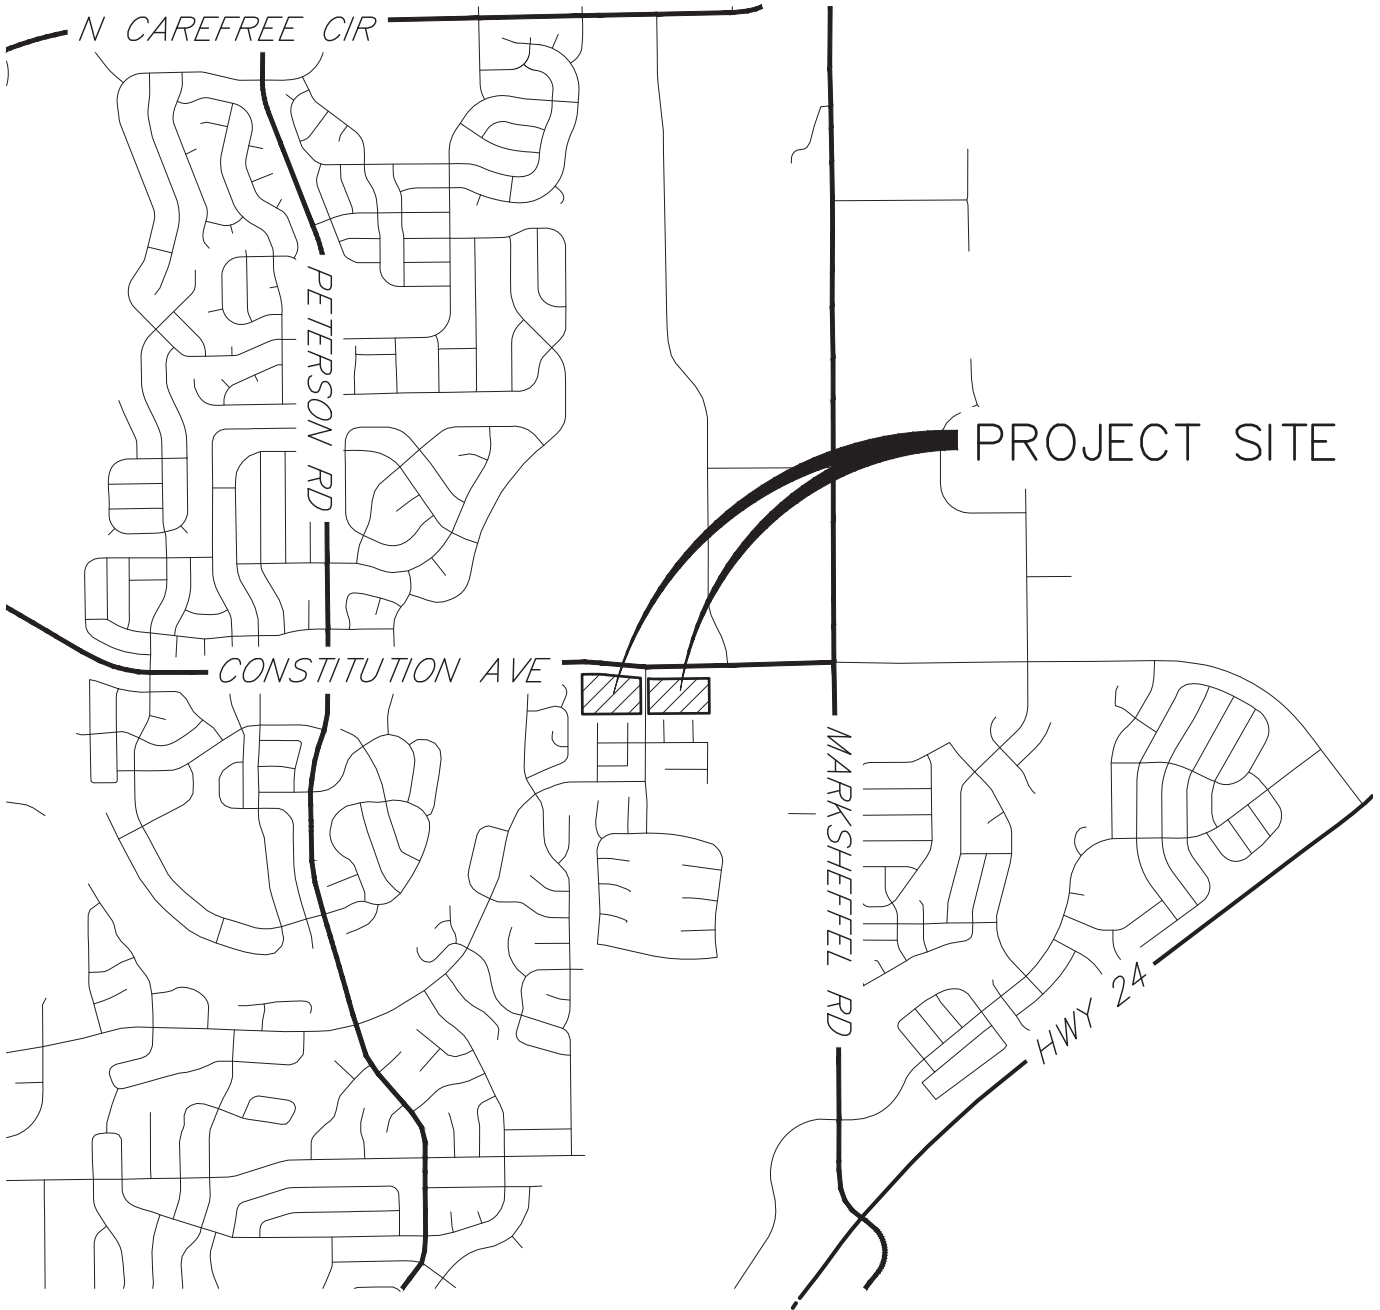 N CAREFREE CIR
PETERSON RD
PROJECT SITE
CONSTITUTION AVE
MARKSHEFFEL RD
HWY 24